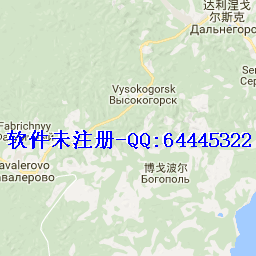 达利涅戈
尔斯克
Дальнегор
Vysokogorsk
Высокогорск
Se
Сер
Fabrichnyy
软件未注册-QQ:64445322
avalerovo
авалерово
博戈波尔
Богополь